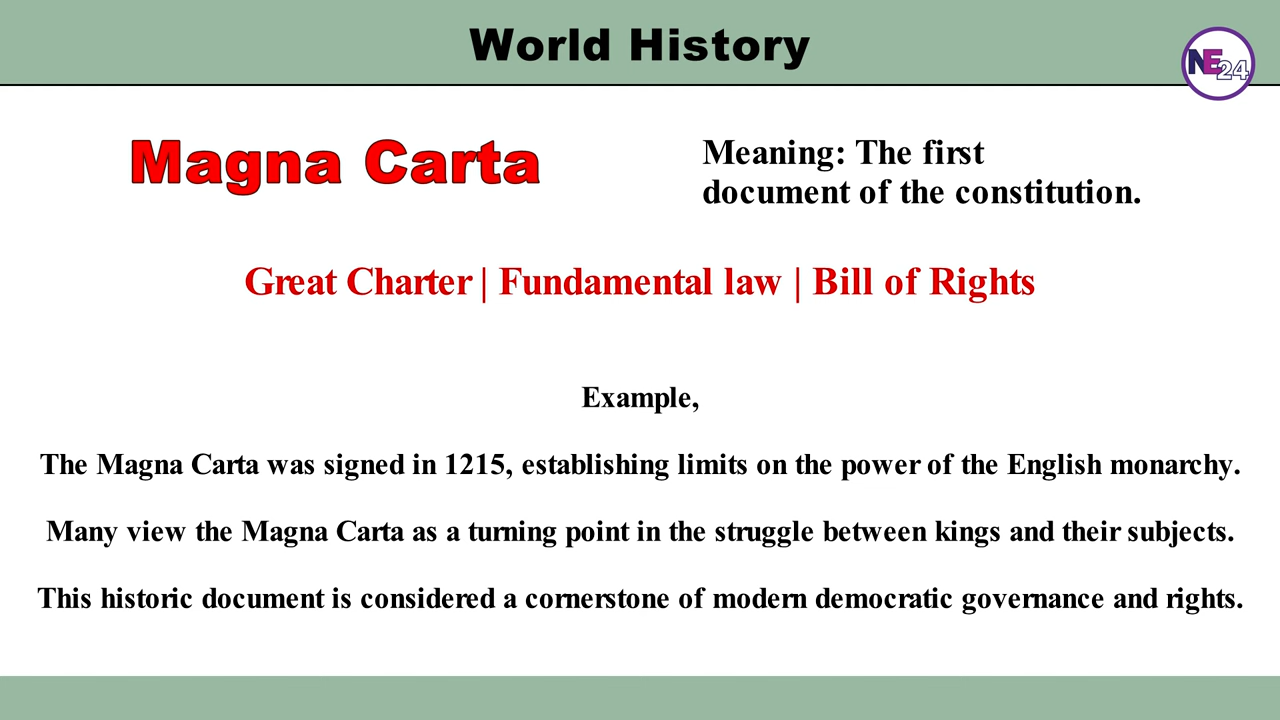 World History
NE24
Magna Carta
Meaning: The first
document of the constitution.
Great Charter | Fundamental law | Bill of Rights
Example,
The Magna Carta was signed in 1215, establishing limits on the power of the English monarchy.
Many view the Magna Carta as a turning point in the struggle between kings and their subjects.
This historic document is considered a cornerstone of modern democratic governance and rights.